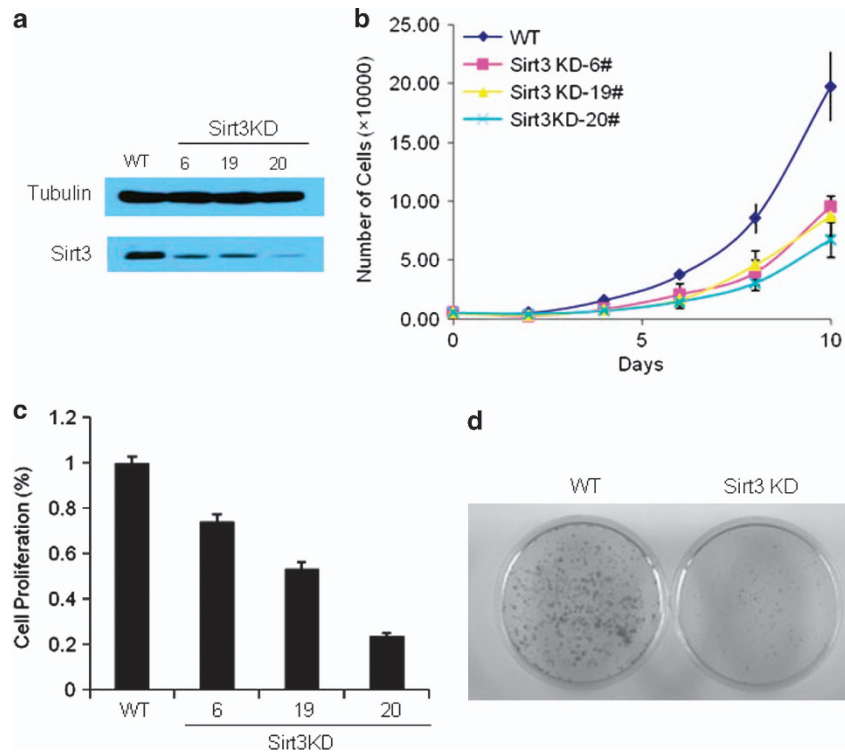 a
Sirt3KD
WT 6 19 20
Tubulin
Sirt3
b
Number of Cells (×10000)
25.00
20.00
15.00
10.00
5.00
0.00
0 5 10
Days
WT
Sirt3 KD-6#
Sirt3 KD-19#
Sirt3KD-20#
c
Cell Proliferation (%)
1.2
1
0.8
0.6
0.4
0.2
0
WT 6 19 20
Sirt3KD
d
WT Sirt3 KD